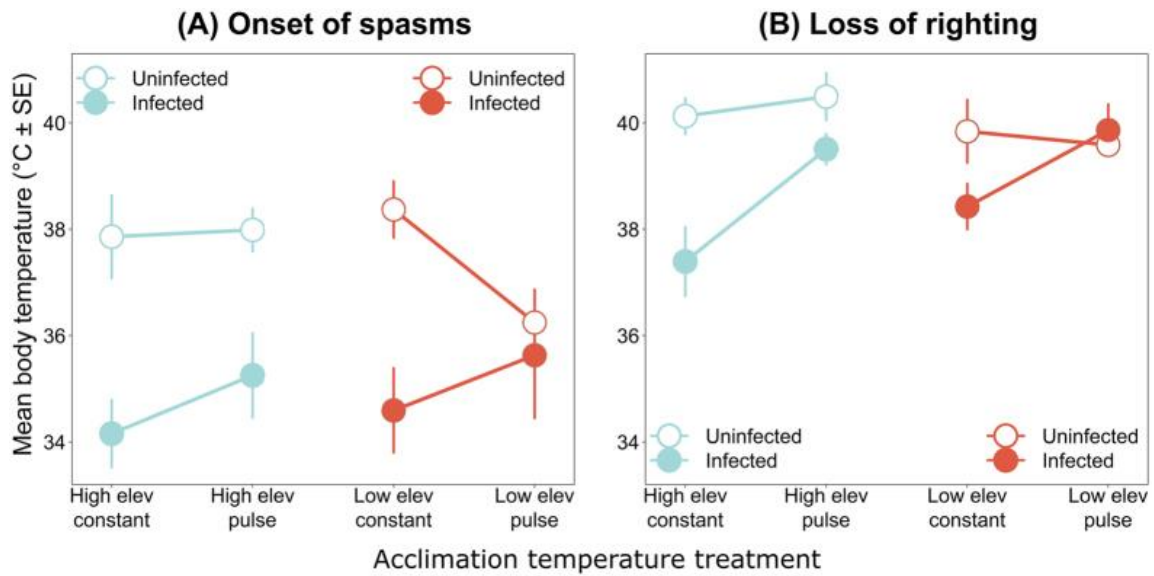 (A) Onset of spasms
(B) Loss of righting
Mean body temperature (°C ± SE)
40
38
36
34
Uninfected
Infected
Uninfected
Infected
High elev
constant
High elev
pulse
Low elev
constant
Low elev
pulse
40
38
36
34
Uninfected
Infected
Uninfected
Infected
High elev
constant
High elev
pulse
Low elev
constant
Low elev
pulse
Acclimation temperature treatment